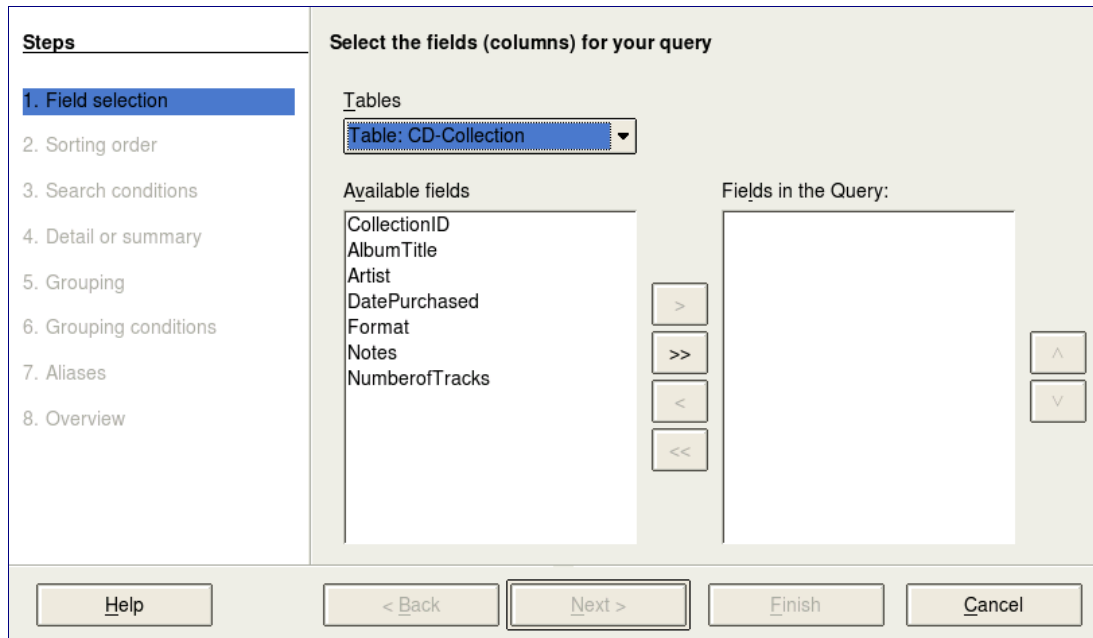 Steps
1. Field selection
2. Sorting order
3. Search conditions
4. Detail or summary
5. Grouping
6. Grouping conditions
7. Aliases
8. Overview
Select the fields (columns) for your query
Tables
Table: CD-Collection
Available fields
CollectionID
AlbumTitle
Artist
DatePurchased
Format
Notes
NumberofTracks
>
>>
<
<<
Fields in the Query:
^
v
Help
< Back
Next >
Finish
Cancel